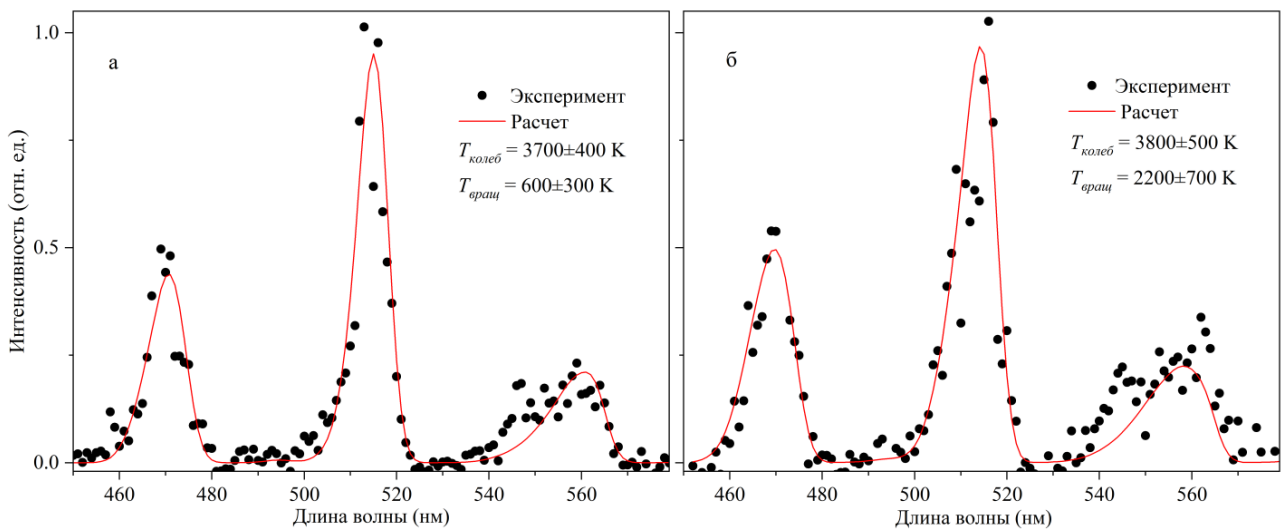 Интенсивность (отн. ед.)
1.0
0.5
0.0
а
Эксперимент
Расчет
Tколеб = 3700±400 K
Tвращ = 600±300 K
460 480 500 520 540 560
Длина волны (нм)
б
Эксперимент
Расчет
Tколеб = 3800±500 K
Tвращ = 2200±700 K
460 480 500 520 540 560
Длина волны (нм)